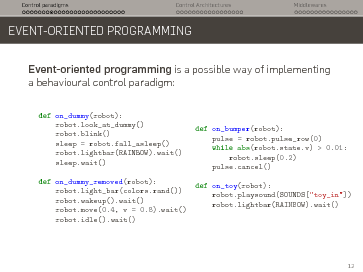 Control paradigms Control Architectures Middlewares
EVENT-ORIENTED PROGRAMMING
Event-oriented programming is a possible way of implementing
a behavioural control paradigm:
def on_dummy(robot):
    robot.look_at_dummy()
    robot.blink()
    sleep = robot.fall_asleep()
    robot.lightbar(RAINBOW).wait()
    sleep.wait()
def on_dummy_removed(robot):
    robot.light_bar(colors.rand())
    robot.wakeup().wait()
    robot.move(0.4, v = 0.8).wait()
    robot.idle().wait()
def on_bumper(robot):
    pulse = robot.pulse_row(0)
    while abs(robot.state.v) > 0.01:
        robot.sleep(0.2)
    pulse.cancel()
def on_toy(robot):
    robot.playsound(SOUNDS["toy_in"])
    robot.lightbar(RAINBOW).wait()
12